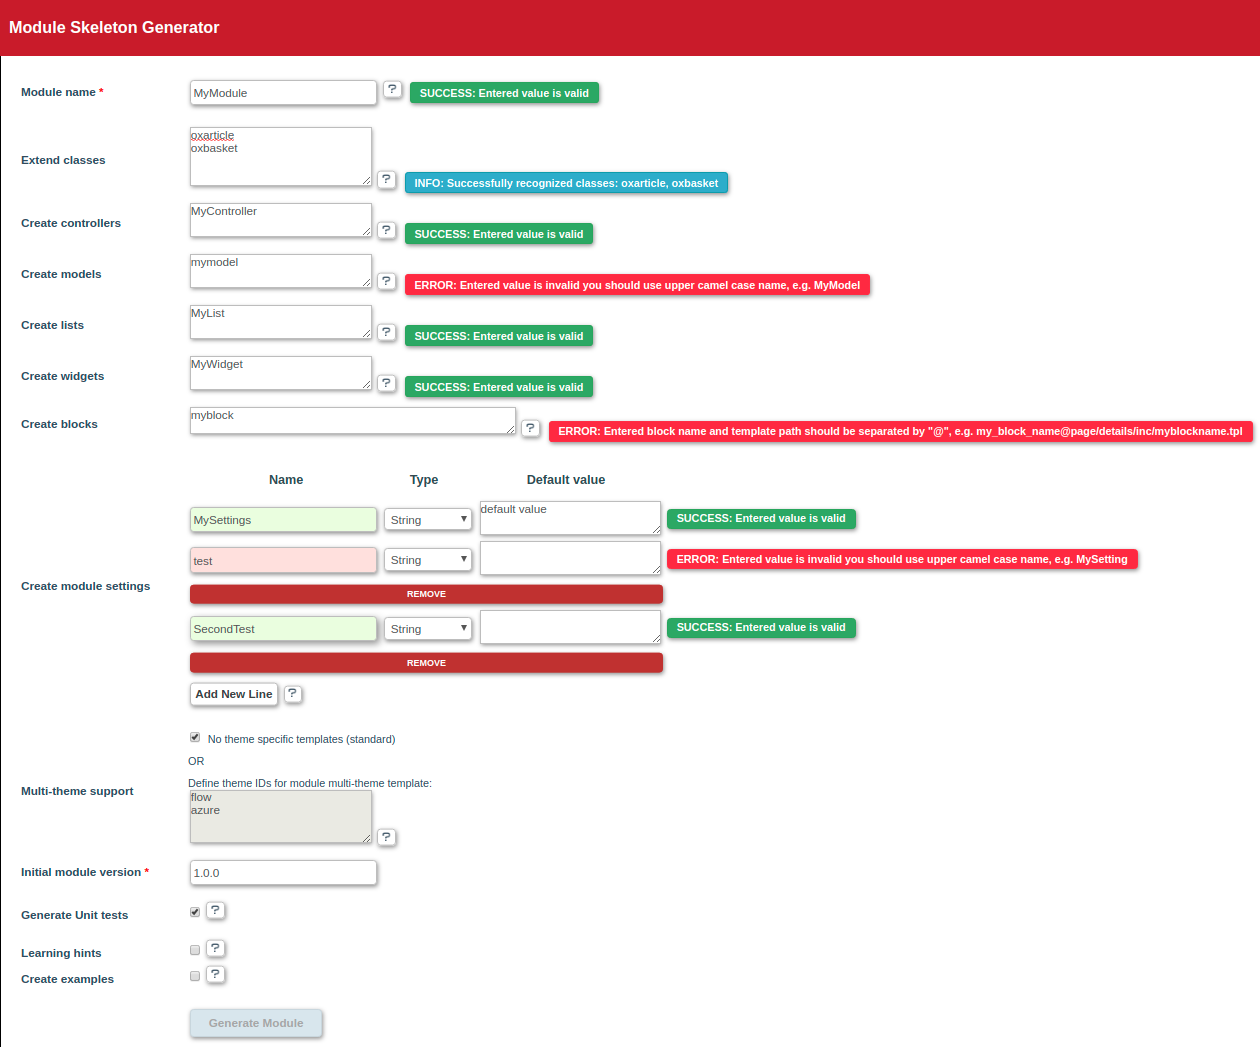 Module Skeleton Generator
Module name * MyModule ? SUCCESS: Entered value is valid
oxarticle
oxbasket
Extend classes ? INFO: Successfully recognized classes: oxarticle, oxbasket
Create controllers MyController ? SUCCESS: Entered value is valid
Create models mymodel ? ERROR: Entered value is invalid you should use upper camel case name, e.g. MyModel
Create lists MyList ? SUCCESS: Entered value is valid
Create widgets MyWidget ? SUCCESS: Entered value is valid
Create blocks myblock ? ERROR: Entered block name and template path should be separated by "@", e.g. my_block_name@page/details/inc/myblockname.tpl
Name Type Default value
MySettings String default value SUCCESS: Entered value is valid
test String ERROR: Entered value is invalid you should use upper camel case name, e.g. MySetting
Create module settings
REMOVE
SecondTest String SUCCESS: Entered value is valid
REMOVE
Add New Line ?
No theme specific templates (standard)
OR
Define theme IDs for module multi-theme template:
Multi-theme support
flow
azure
?
Initial module version * 1.0.0
Generate Unit tests ?
Learning hints ?
Create examples ?
Generate Module